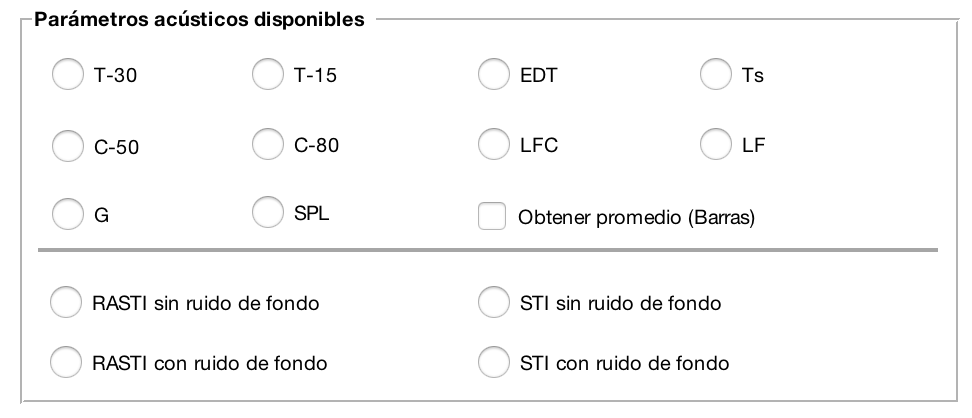 Parámetros acústicos disponibles
T-30 T-15 EDT Ts
C-50 C-80 LFC LF
G SPL Obtener promedio (Barras)
RASTI sin ruido de fondo STI sin ruido de fondo
RASTI con ruido de fondo STI con ruido de fondo